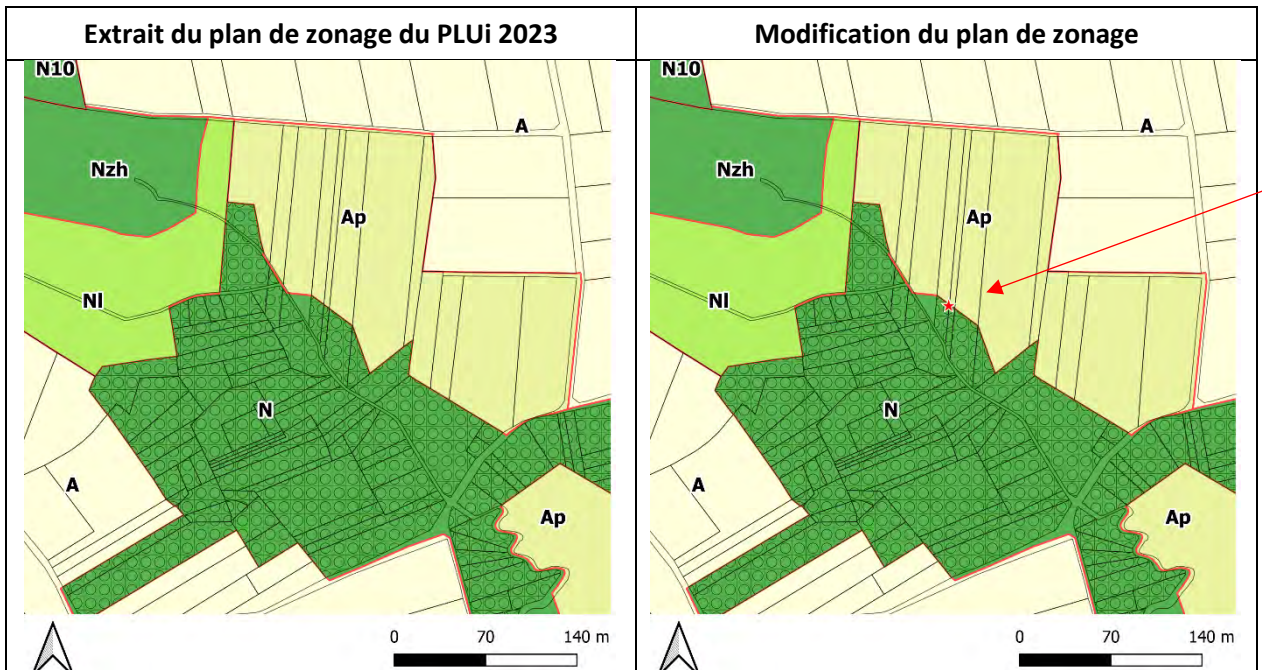 Extrait du plan de zonage du PLUi 2023
Modification du plan de zonage
N10
A
Nzh
Ap
Nl
N
A
Ap
0 70 140 m
N10
A
Nzh
Ap
Nl
N
A
Ap
0 70 140 m